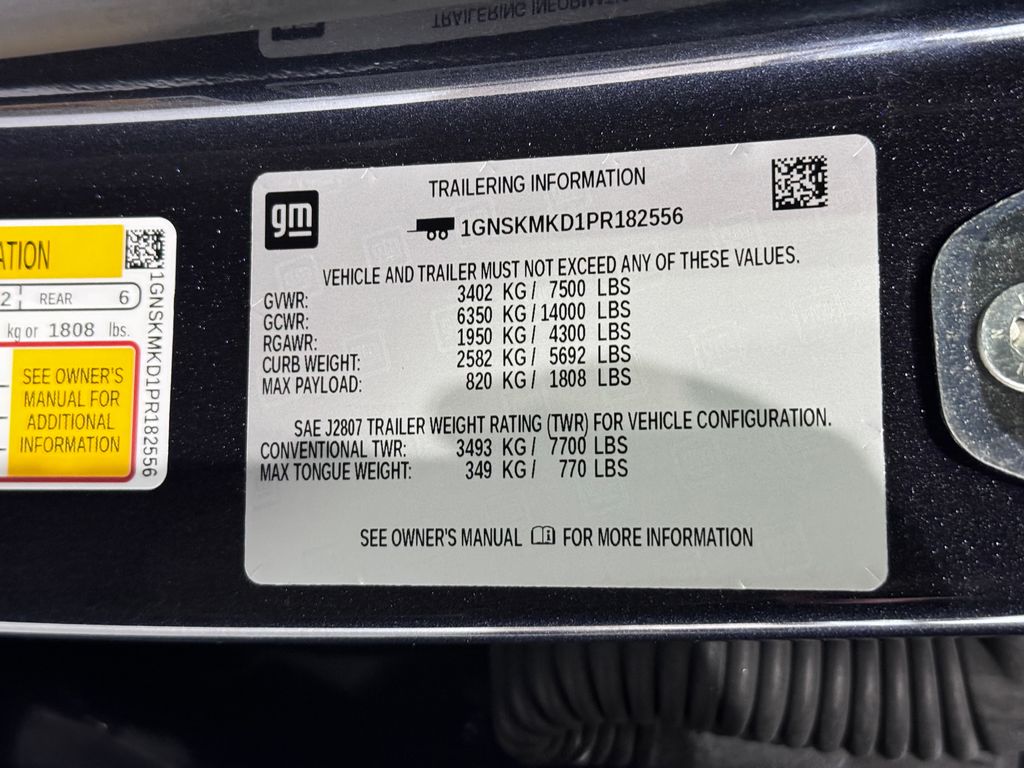 TRAILERING INFORMATION
ATION
2 REAR 6
kg or 1808 lbs.
SEE OWNER'S
MANUAL FOR
ADDITIONAL
INFORMATION
1GNSKMKD1PR182556
gm
TRAILERING INFORMATION
1GNSKMKD1PR182556
VEHICLE AND TRAILER MUST NOT EXCEED ANY OF THESE VALUES.
GVWR: 3402 KG / 7500 LBS
GCWR: 6350 KG / 14000 LBS
RGAWR: 1950 KG / 4300 LBS
CURB WEIGHT: 2582 KG / 5692 LBS
MAX PAYLOAD: 820 KG / 1808 LBS
SAE J2807 TRAILER WEIGHT RATING (TWR) FOR VEHICLE CONFIGURATION.
CONVENTIONAL TWR: 3493 KG / 7700 LBS
MAX TONGUE WEIGHT: 349 KG / 770 LBS
SEE OWNER'S MANUAL FOR MORE INFORMATION